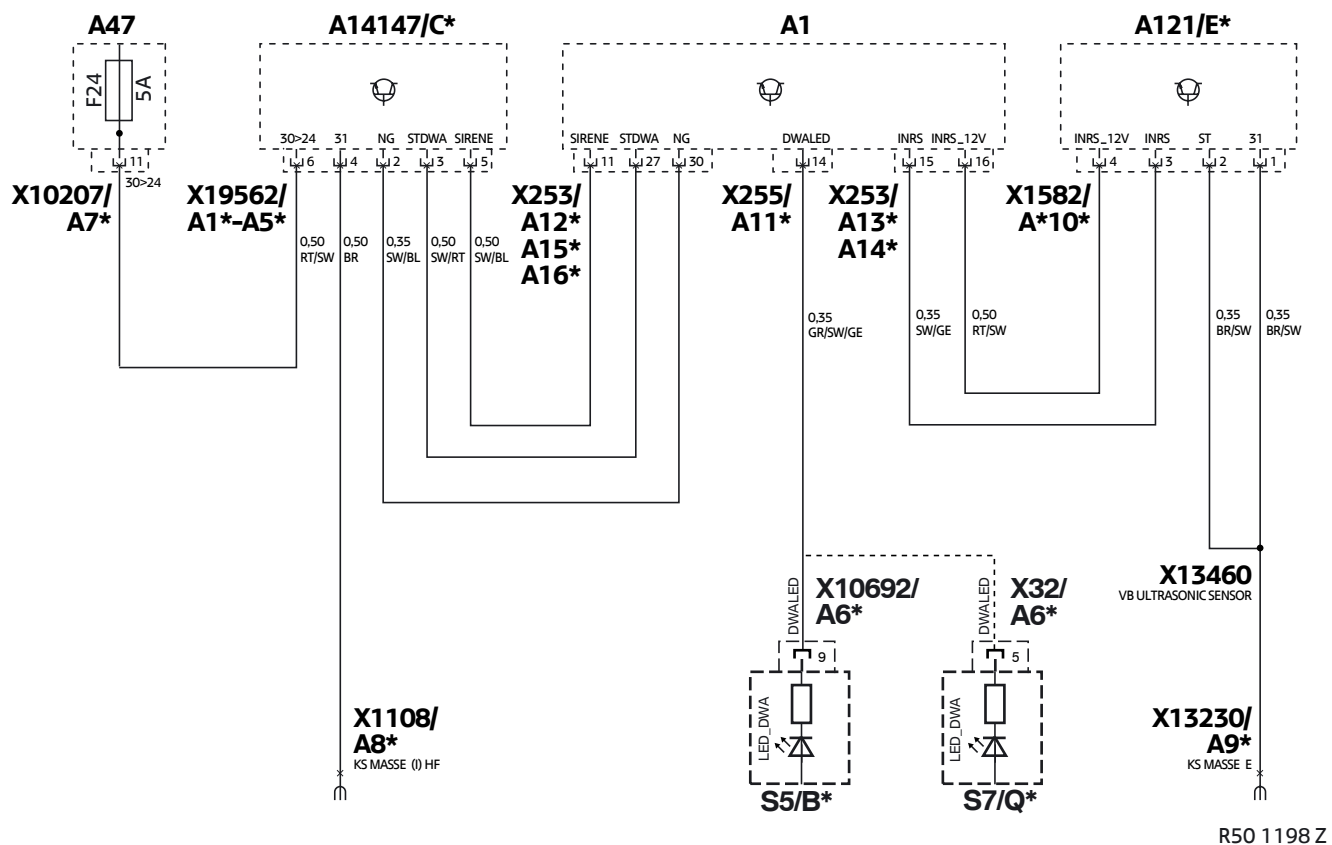 A47
A14147/C*
A1
A121/E*
F24
5A
30>24
31
NG
STDWA
SIRENE
SIRENE
STDWA
NG
DWALED
INRS
INRS_12V
INRS_12V
INRS
ST
31
11
6
4
2
3
5
11
27
30
14
15
16
4
3
2
1
30>24
X10207/
A7*
X19562/
A1*-A5*
X253/
A12*
A15*
A16*
X255/
A11*
X253/
A13*
A14*
X1582/
A*10*
0,50
RT/SW
0,50
BR
0,35
SW/BL
0,50
SW/RT
0,50
SW/BL
0,35
GR/SW/GE
0,35
SW/GE
0,50
RT/SW
0,35
BR/SW
0,35
BR/SW
X13460
VB ULTRASONIC SENSOR
DWALED
X10692/
A6*
DWALED
X32/
A6*
9
5
LED_DWA
LED_DWA
S5/B*
S7/Q*
X1108/
A8*
KS MASSE (I) HF
X13230/
A9*
KS MASSE E
R50 1198 Z